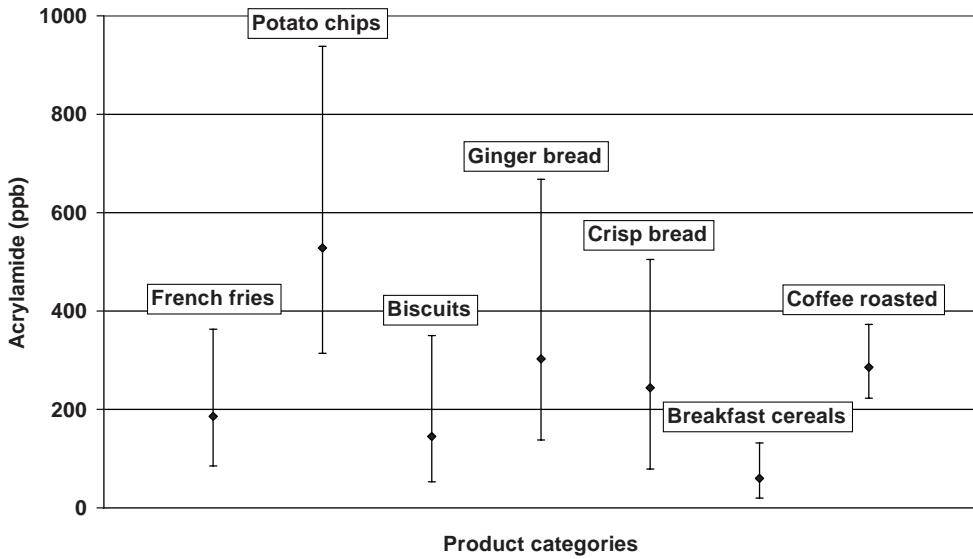 1000
800
600
400
200
0
Acrylamide (ppb)
Potato chips
Ginger bread
Crisp bread
French fries
Biscuits
Coffee roasted
Breakfast cereals
Product categories